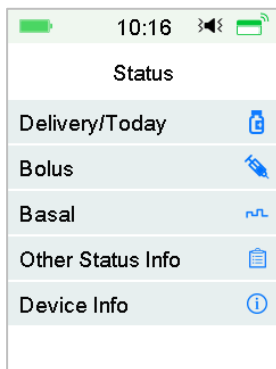 10:16
Status
Delivery/Today
Bolus
Basal
Other Status Info
Device Info